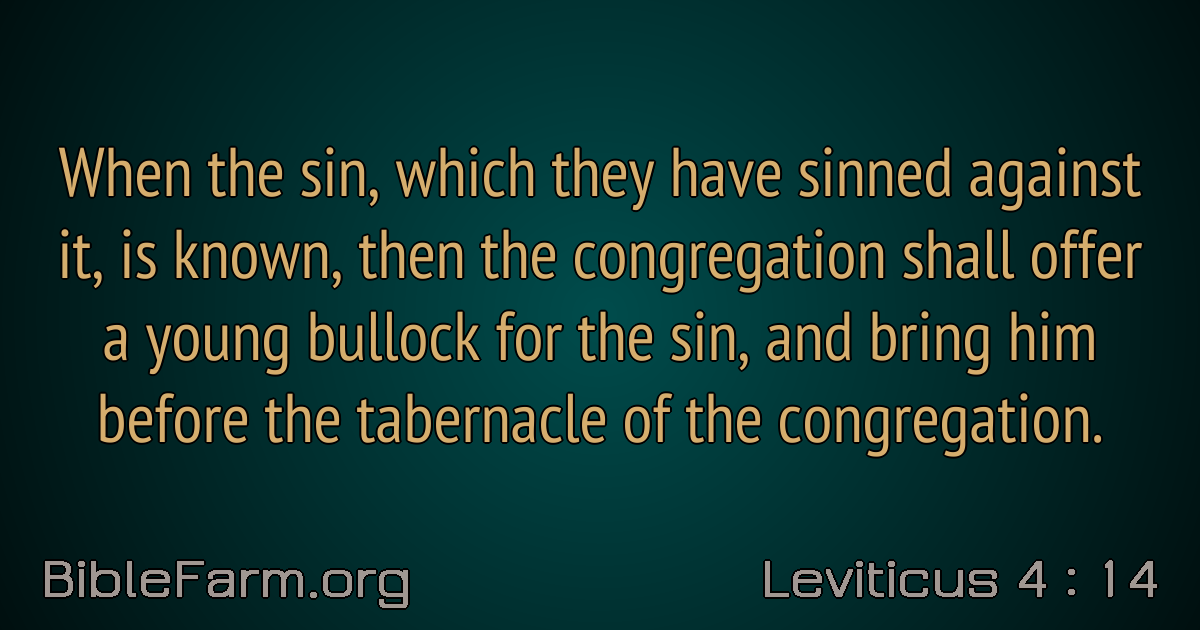 When the sin, which they have sinned against
it, is known, then the congregation shall offer
a young bullock for the sin, and bring him
before the tabernacle of the congregation.
BibleFarm.org
Leviticus 4 : 14